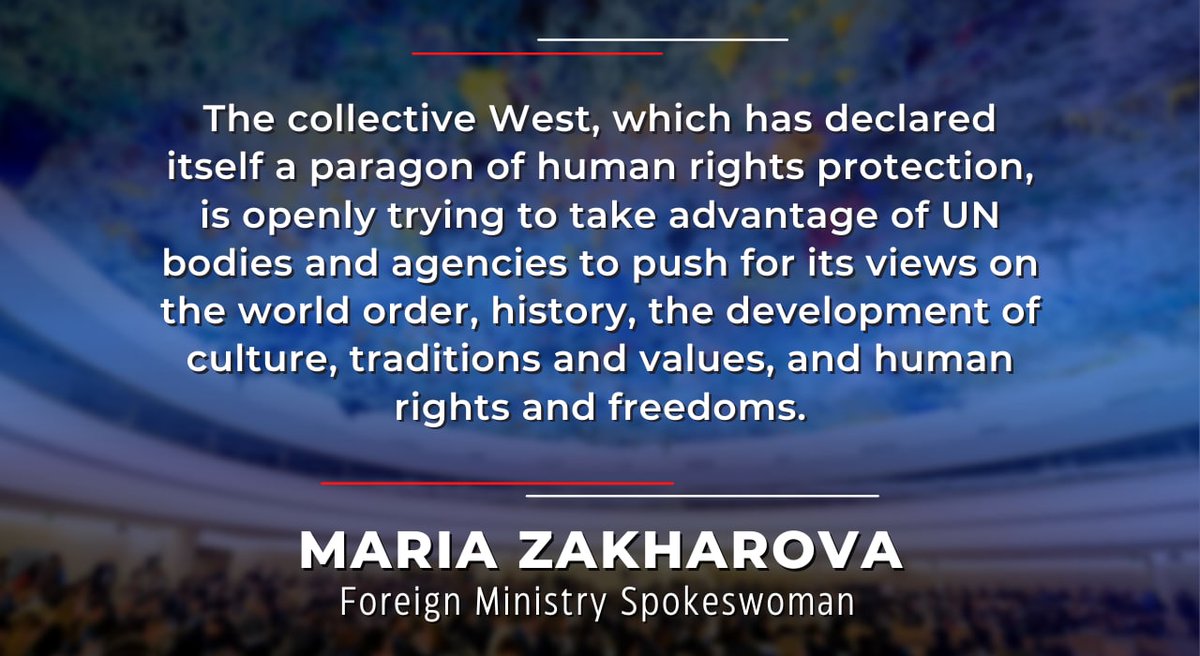 The collective West, which has declared
itself a paragon of human rights protection,
is openly trying to take advantage of UN
bodies and agencies to push for its views on
the world order, history, the development of
culture, traditions and values, and human
rights and freedoms.
MARIA ZAKHAROVA
Foreign Ministry Spokeswoman